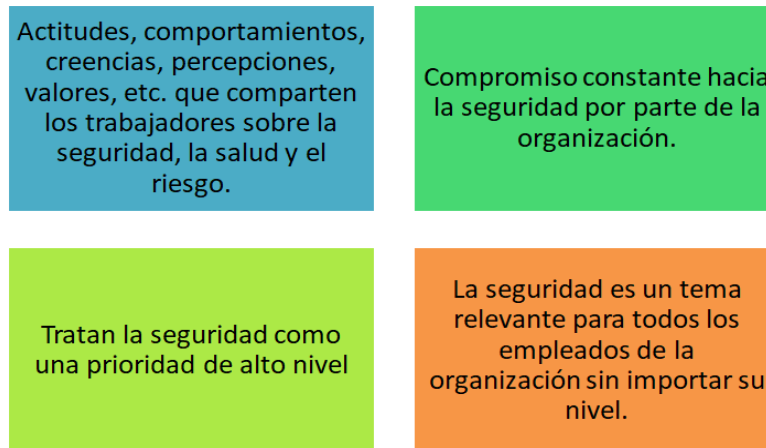 Actitudes, comportamientos,
creencias, percepciones,
valores, etc. que comparten
los trabajadores sobre la
seguridad, la salud y el
riesgo.
Compromiso constante hacia
la seguridad por parte de la
organización.
Tratan la seguridad como
una prioridad de alto nivel
La seguridad es un tema
relevante para todos los
empleados de la
organización sin importar su
nivel.